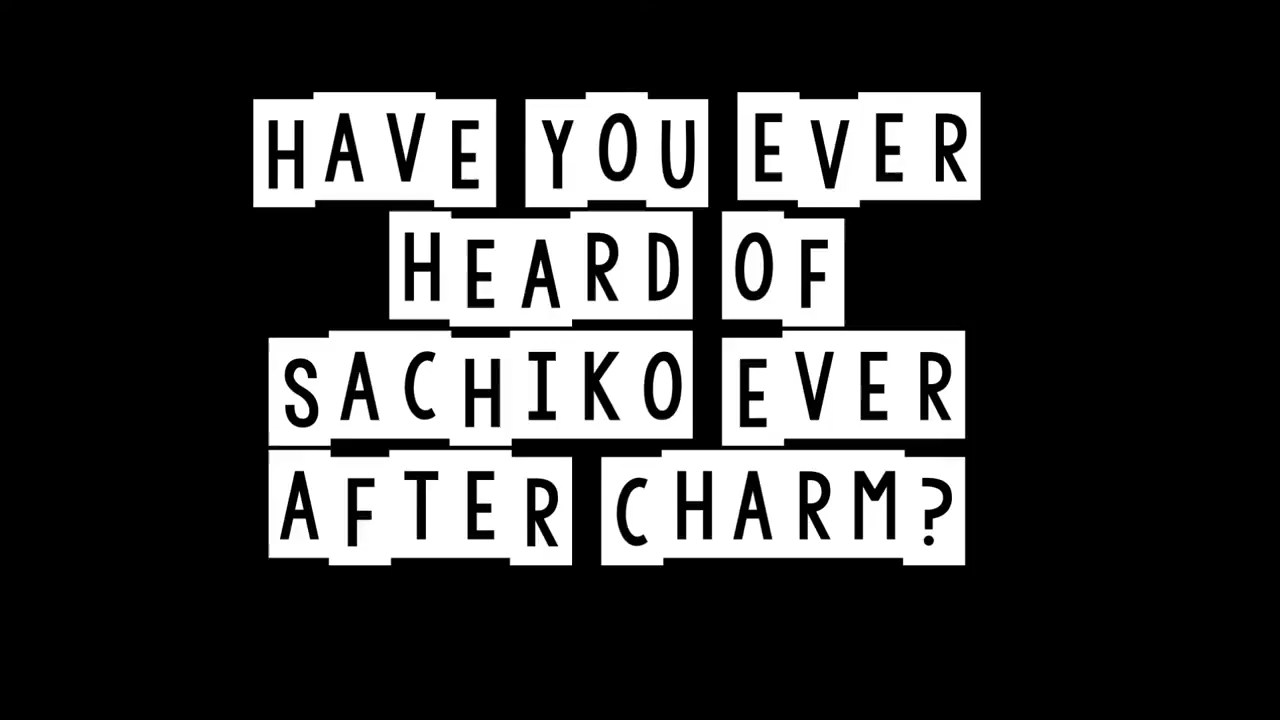 HAVE YOU EVER
HEARD OF
SACHIKO EVER
AFTER CHARM?